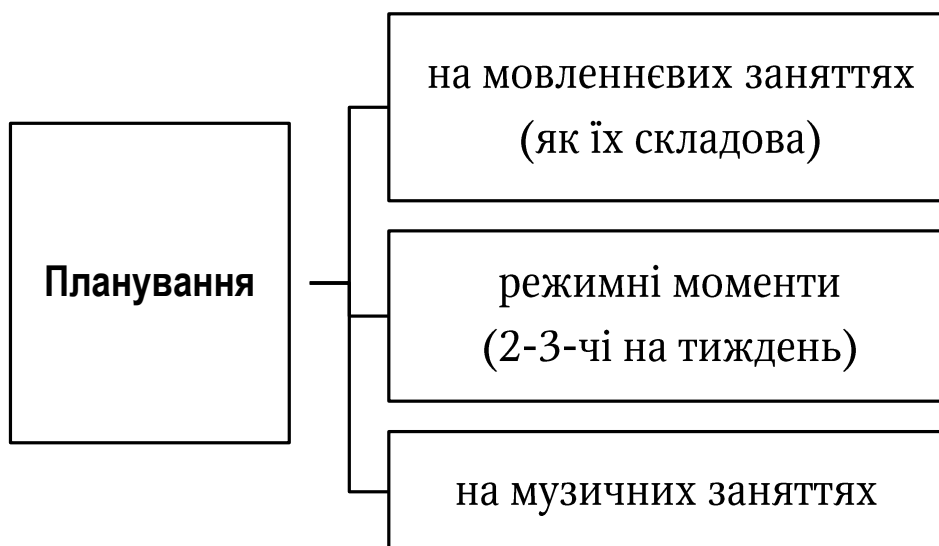 Планування
на мовленнєвих заняттях
(як їх складова)
режимні моменти
(2-3-чі на тиждень)
на музичних заняттях